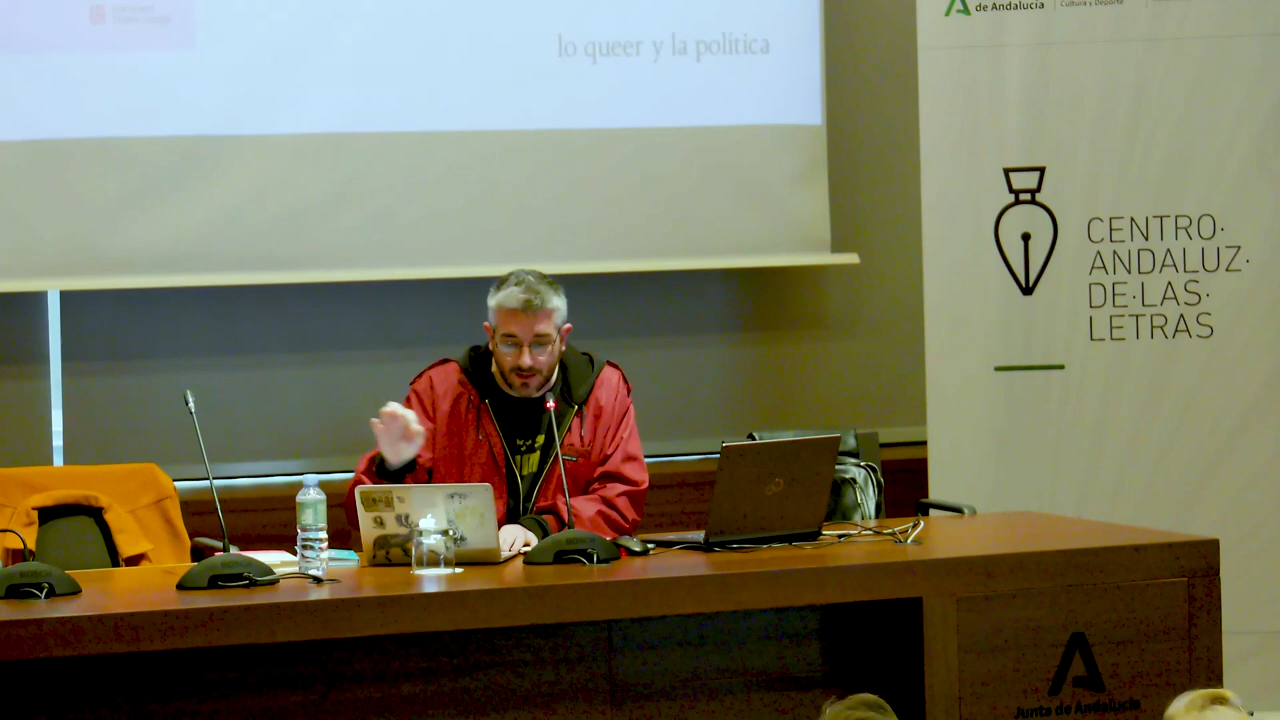 de Andalucía
Cultura y Deporte
lo queer y la política
CENTRO·
ANDALUZ·
DE·LAS·
LETRAS
Junta de Andalucía